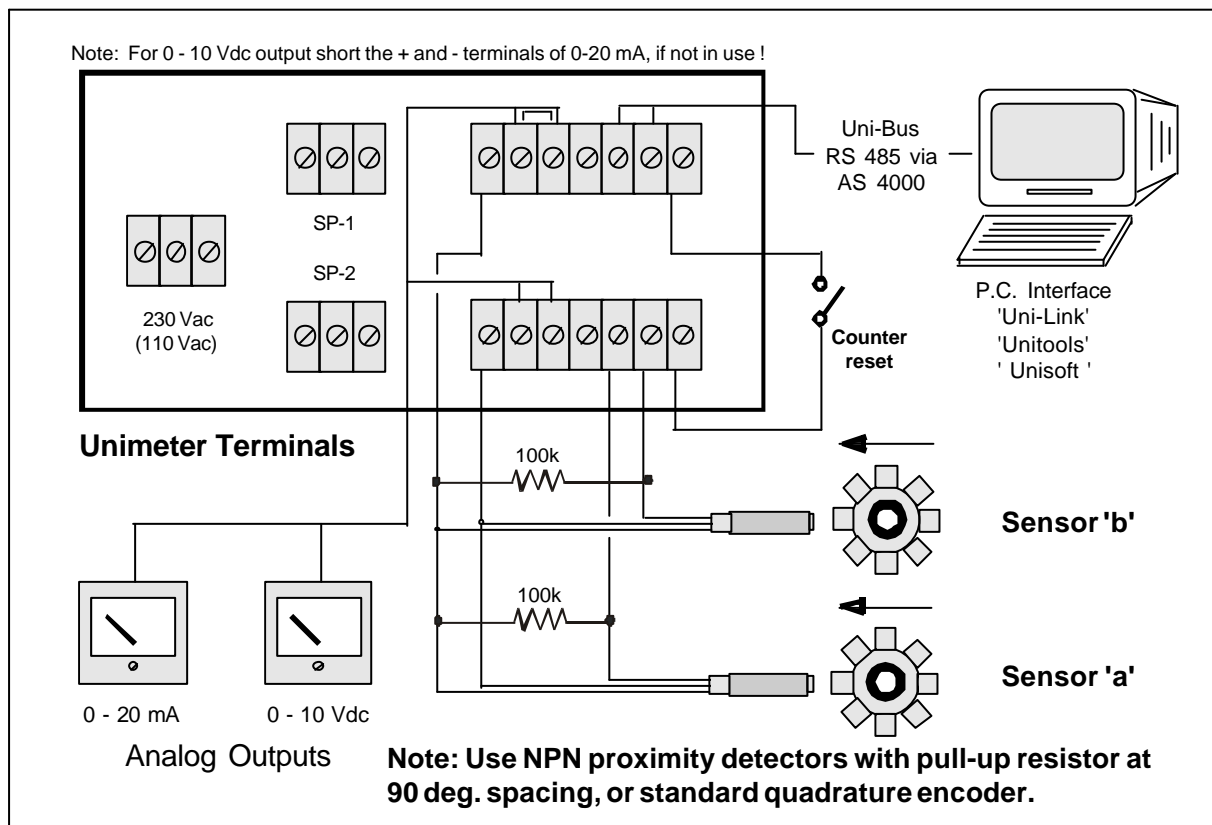 Note: For 0 - 10 Vdc output short the + and - terminals of 0-20 mA, if not in use !
Uni-Bus
RS 485 via
AS 4000
SP-1
SP-2
230 Vac
(110 Vac)
Counter
reset
P.C. Interface
'Uni-Link'
'Unitools'
' Unisoft '
Unimeter Terminals
100k
Sensor 'b'
100k
Sensor 'a'
0 - 20 mA
0 - 10 Vdc
Analog Outputs
Note: Use NPN proximity detectors with pull-up resistor at
90 deg. spacing, or standard quadrature encoder.